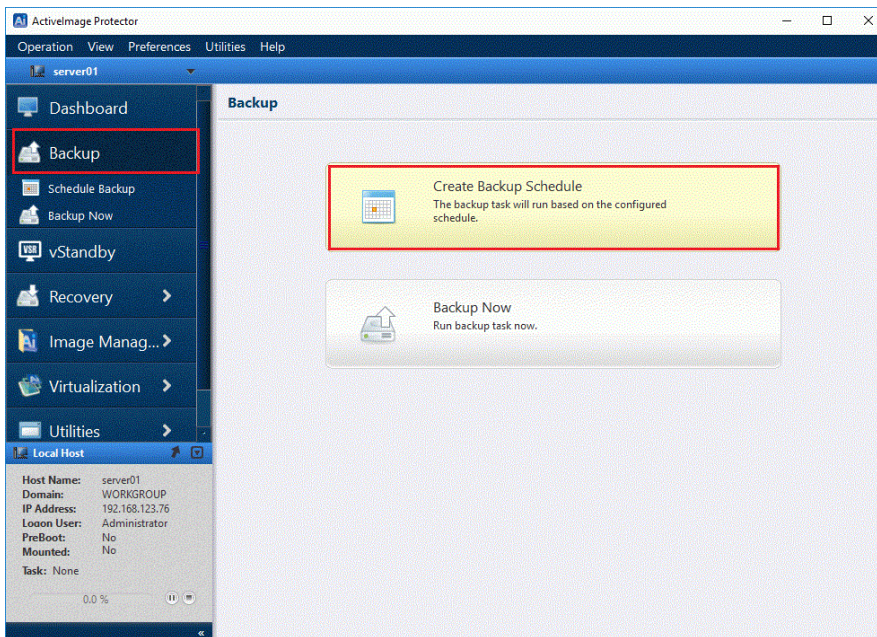 Ai ActiveImage Protector
Operation View Preferences Utilities Help
server01
Dashboard
Backup
Schedule Backup
Backup Now
VSR vStandby
Recovery
Ai Image Manag...
Virtualization
Utilities
Local Host
Host Name: server01
Domain: WORKGROUP
IP Address: 192.168.123.76
Logon User: Administrator
PreBoot: No
Mounted: No
Task: None
0.0 %
«
Backup
Create Backup Schedule
The backup task will run based on the configured
schedule.
Backup Now
Run backup task now.